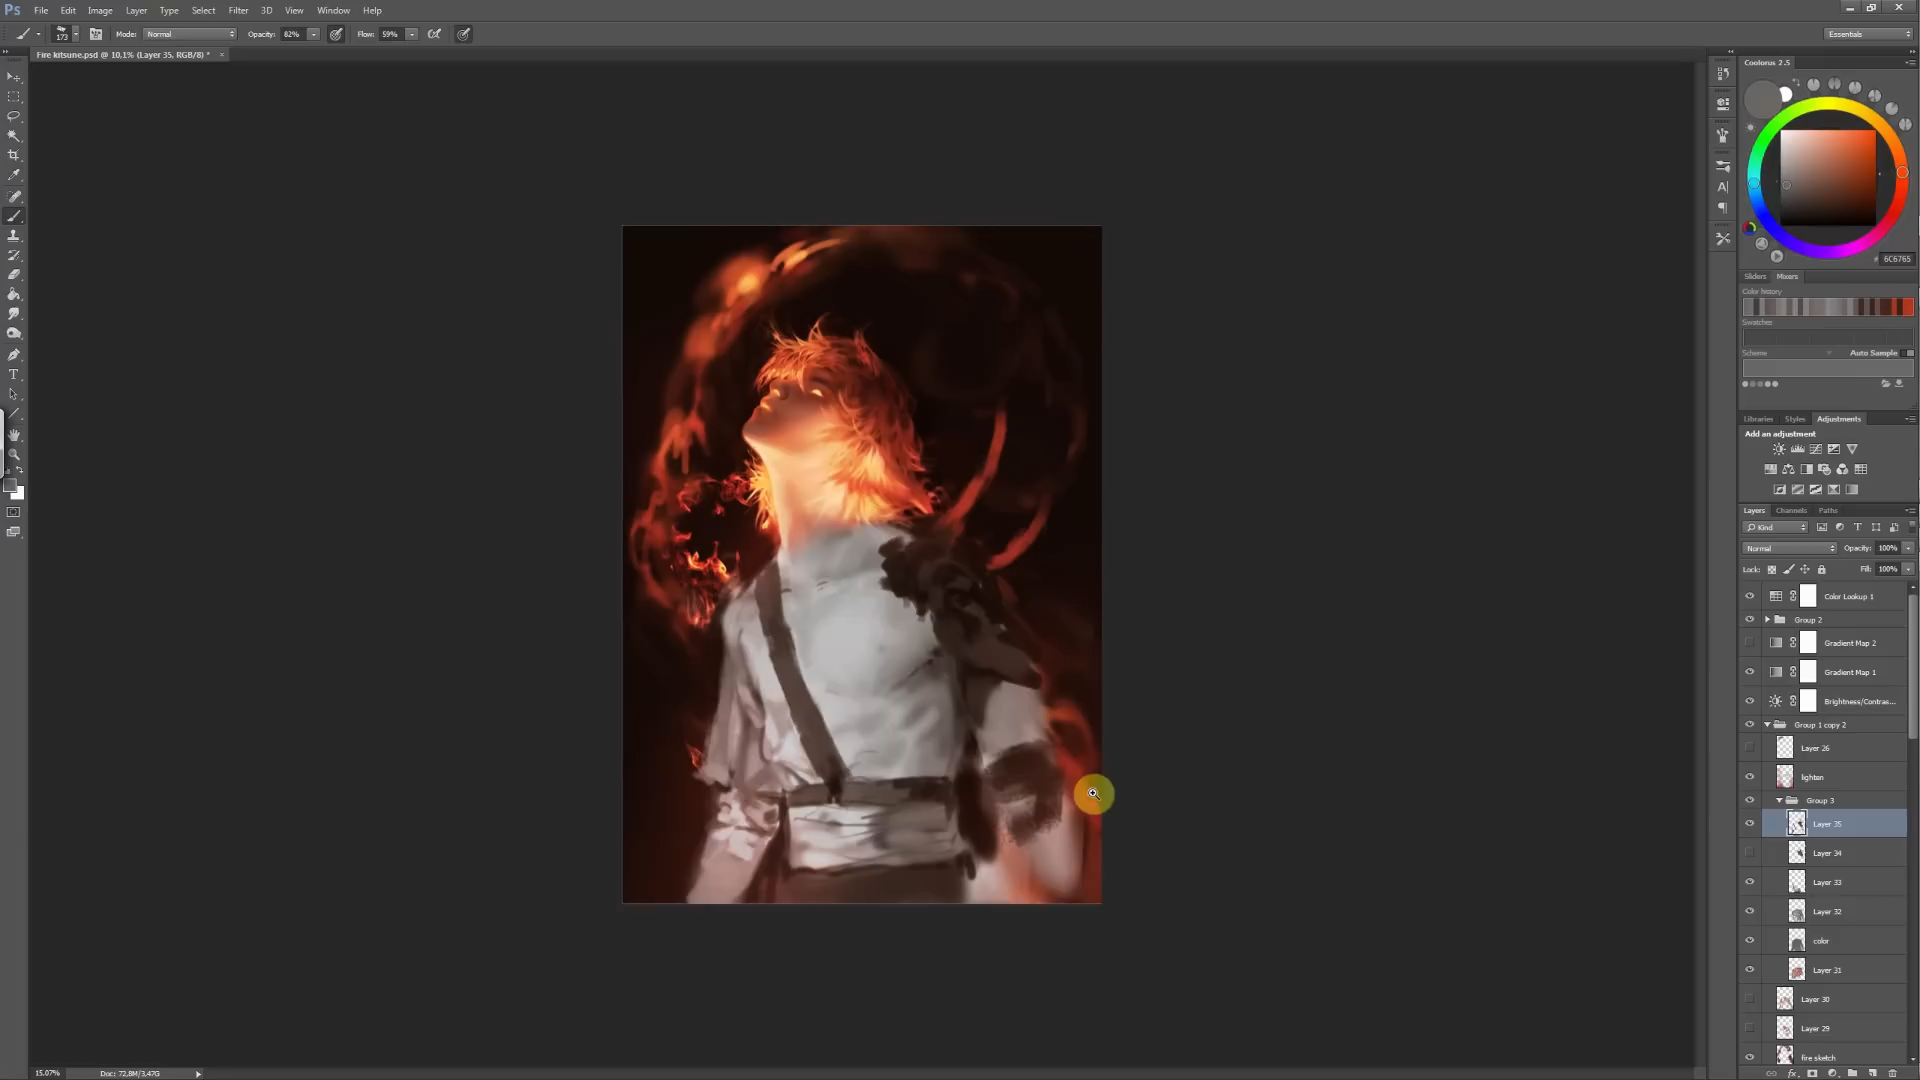 Ps File Edit Image Layer Type Select Filter 3D View Window Help
173 Mode: Normal Opacity: 82% Flow: 59% Essentials
Fire kitsune.psd @ 10,1% (Layer 35, RGB/8) * ×
Coolorus 2.5
# 6C6765
Sliders Mixers
Color history
Swatches
Scheme Auto Sample
Libraries Styles Adjustments
Add an adjustment
Layers Channels Paths
Kind
Normal Opacity: 100%
Lock: Fill: 100%
Color Lookup 1
Group 2
Gradient Map 2
Gradient Map 1
Brightness/Contras...
Group 1 copy 2
Layer 26
lighten
Group 3
Layer 35
Layer 34
Layer 33
Layer 32
color
Layer 31
Layer 30
Layer 29
fire sketch
15.07% Doc: 72,8M/3,47G